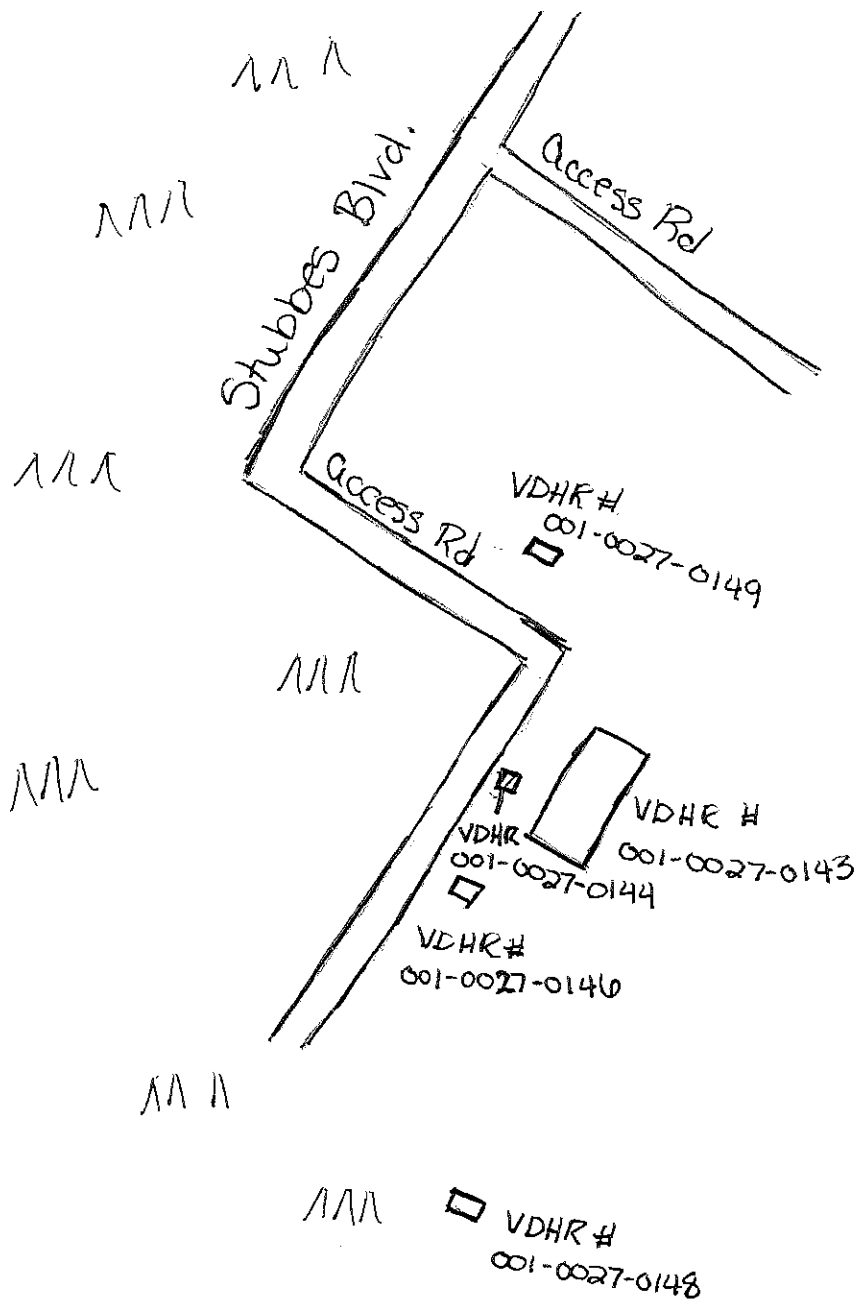 Stubbes Blvd.
Access Rd
Access Rd
VDHR #
001-0027-0149
VDHR #
001-0027-0143
VDHR
001-0027-0144
VDHR #
001-0027-0146
VDHR #
001-0027-0148